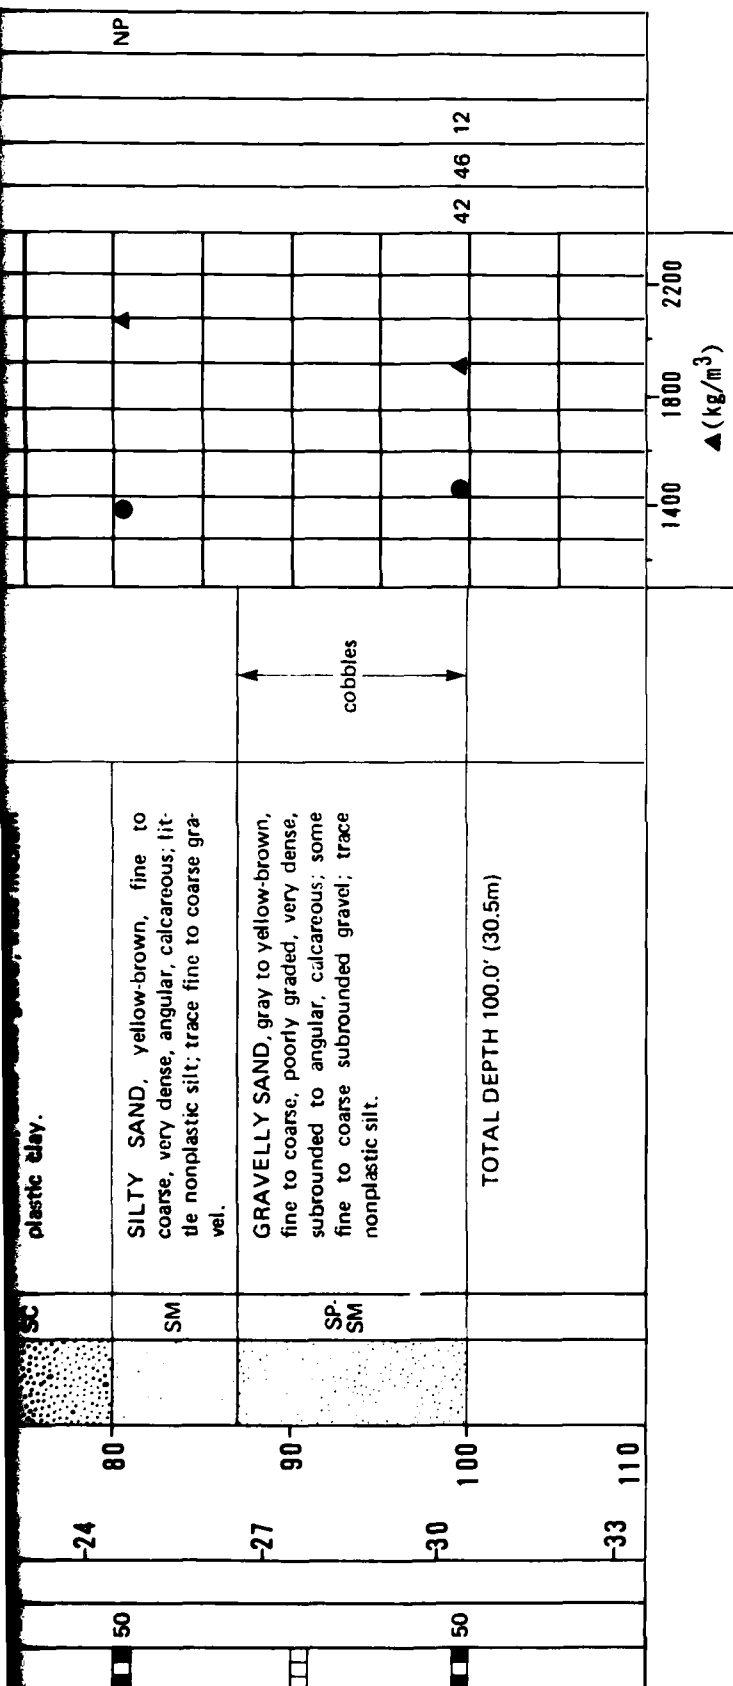 NP
42 46 12
2200
1800
1400
▲ (kg/m³)
cobbles
plastic clay.
SILTY SAND, yellow-brown, fine to
coarse, very dense, angular, calcareous; lit-
tle nonplastic silt; trace fine to coarse gra-
vel.
GRAVELLY SAND, gray to yellow-brown,
fine to coarse, poorly graded, very dense,
subrounded to angular, calcareous; some
fine to coarse subrounded gravel; trace
nonplastic silt.
TOTAL DEPTH 100.0' (30.5m)
SC
SM
SP-
SM
80
90
100
110
-24
-27
-30
-33
50
50